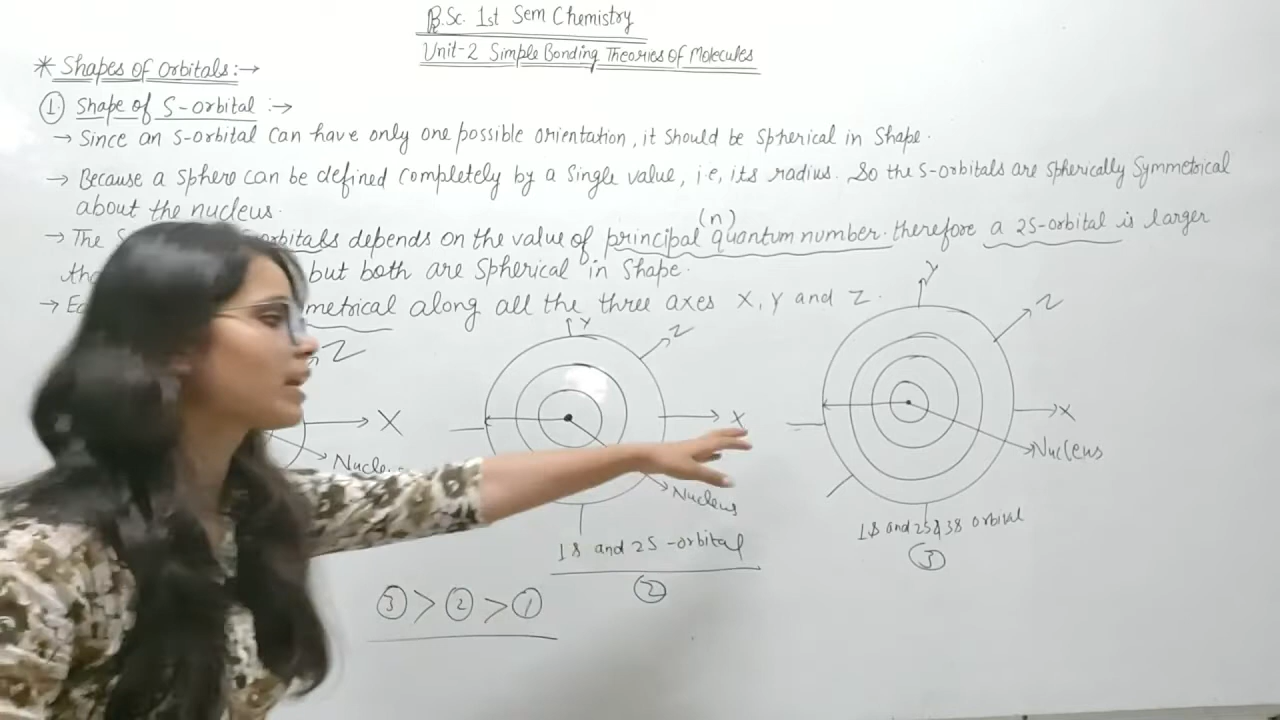 B.Sc. 1st Sem Chemistry
Unit-2 Simple Bonding Theories of Molecules
* Shapes of Orbitals:→
① Shape of S-orbital :→
→ Since an S-orbital can have only one possible orientation, it should be spherical in shape.
→ Because a sphere can be defined completely by a single value, i.e, its radius. So the S-orbitals are spherically symmetrical
about the nucleus.
(n)
→ The orbitals depends on the value of principal quantum number. therefore a 2S-orbital is larger
but both are spherical in shape.
→ metrical along all the three axes X, Y and Z.
Z
X
Nucleus
Y
Z
X
Nucleus
1S and 2S -orbital
②
Y
Z
X
Nucleus
1S and 2S & 3S orbital
③
③ > ② > ①